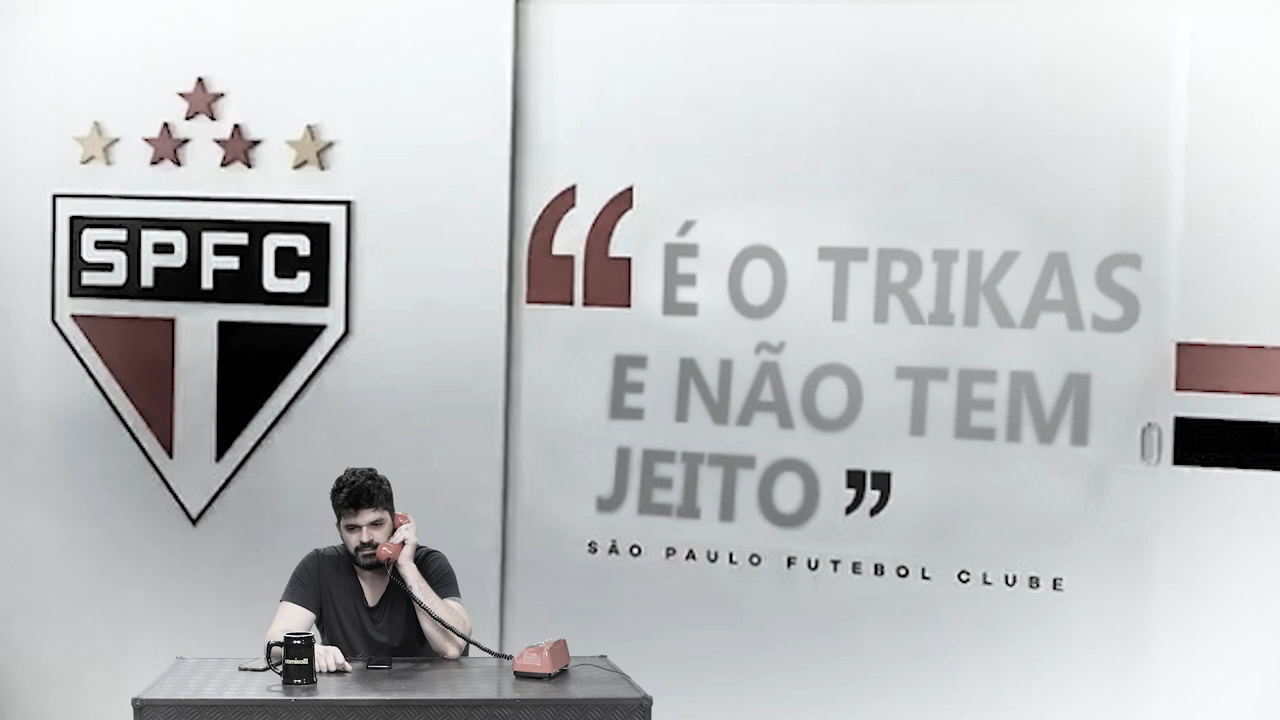 SPFC
É O TRIKAS
E NÃO TEM
JEITO
SÃO PAULO FUTEBOL CLUBE